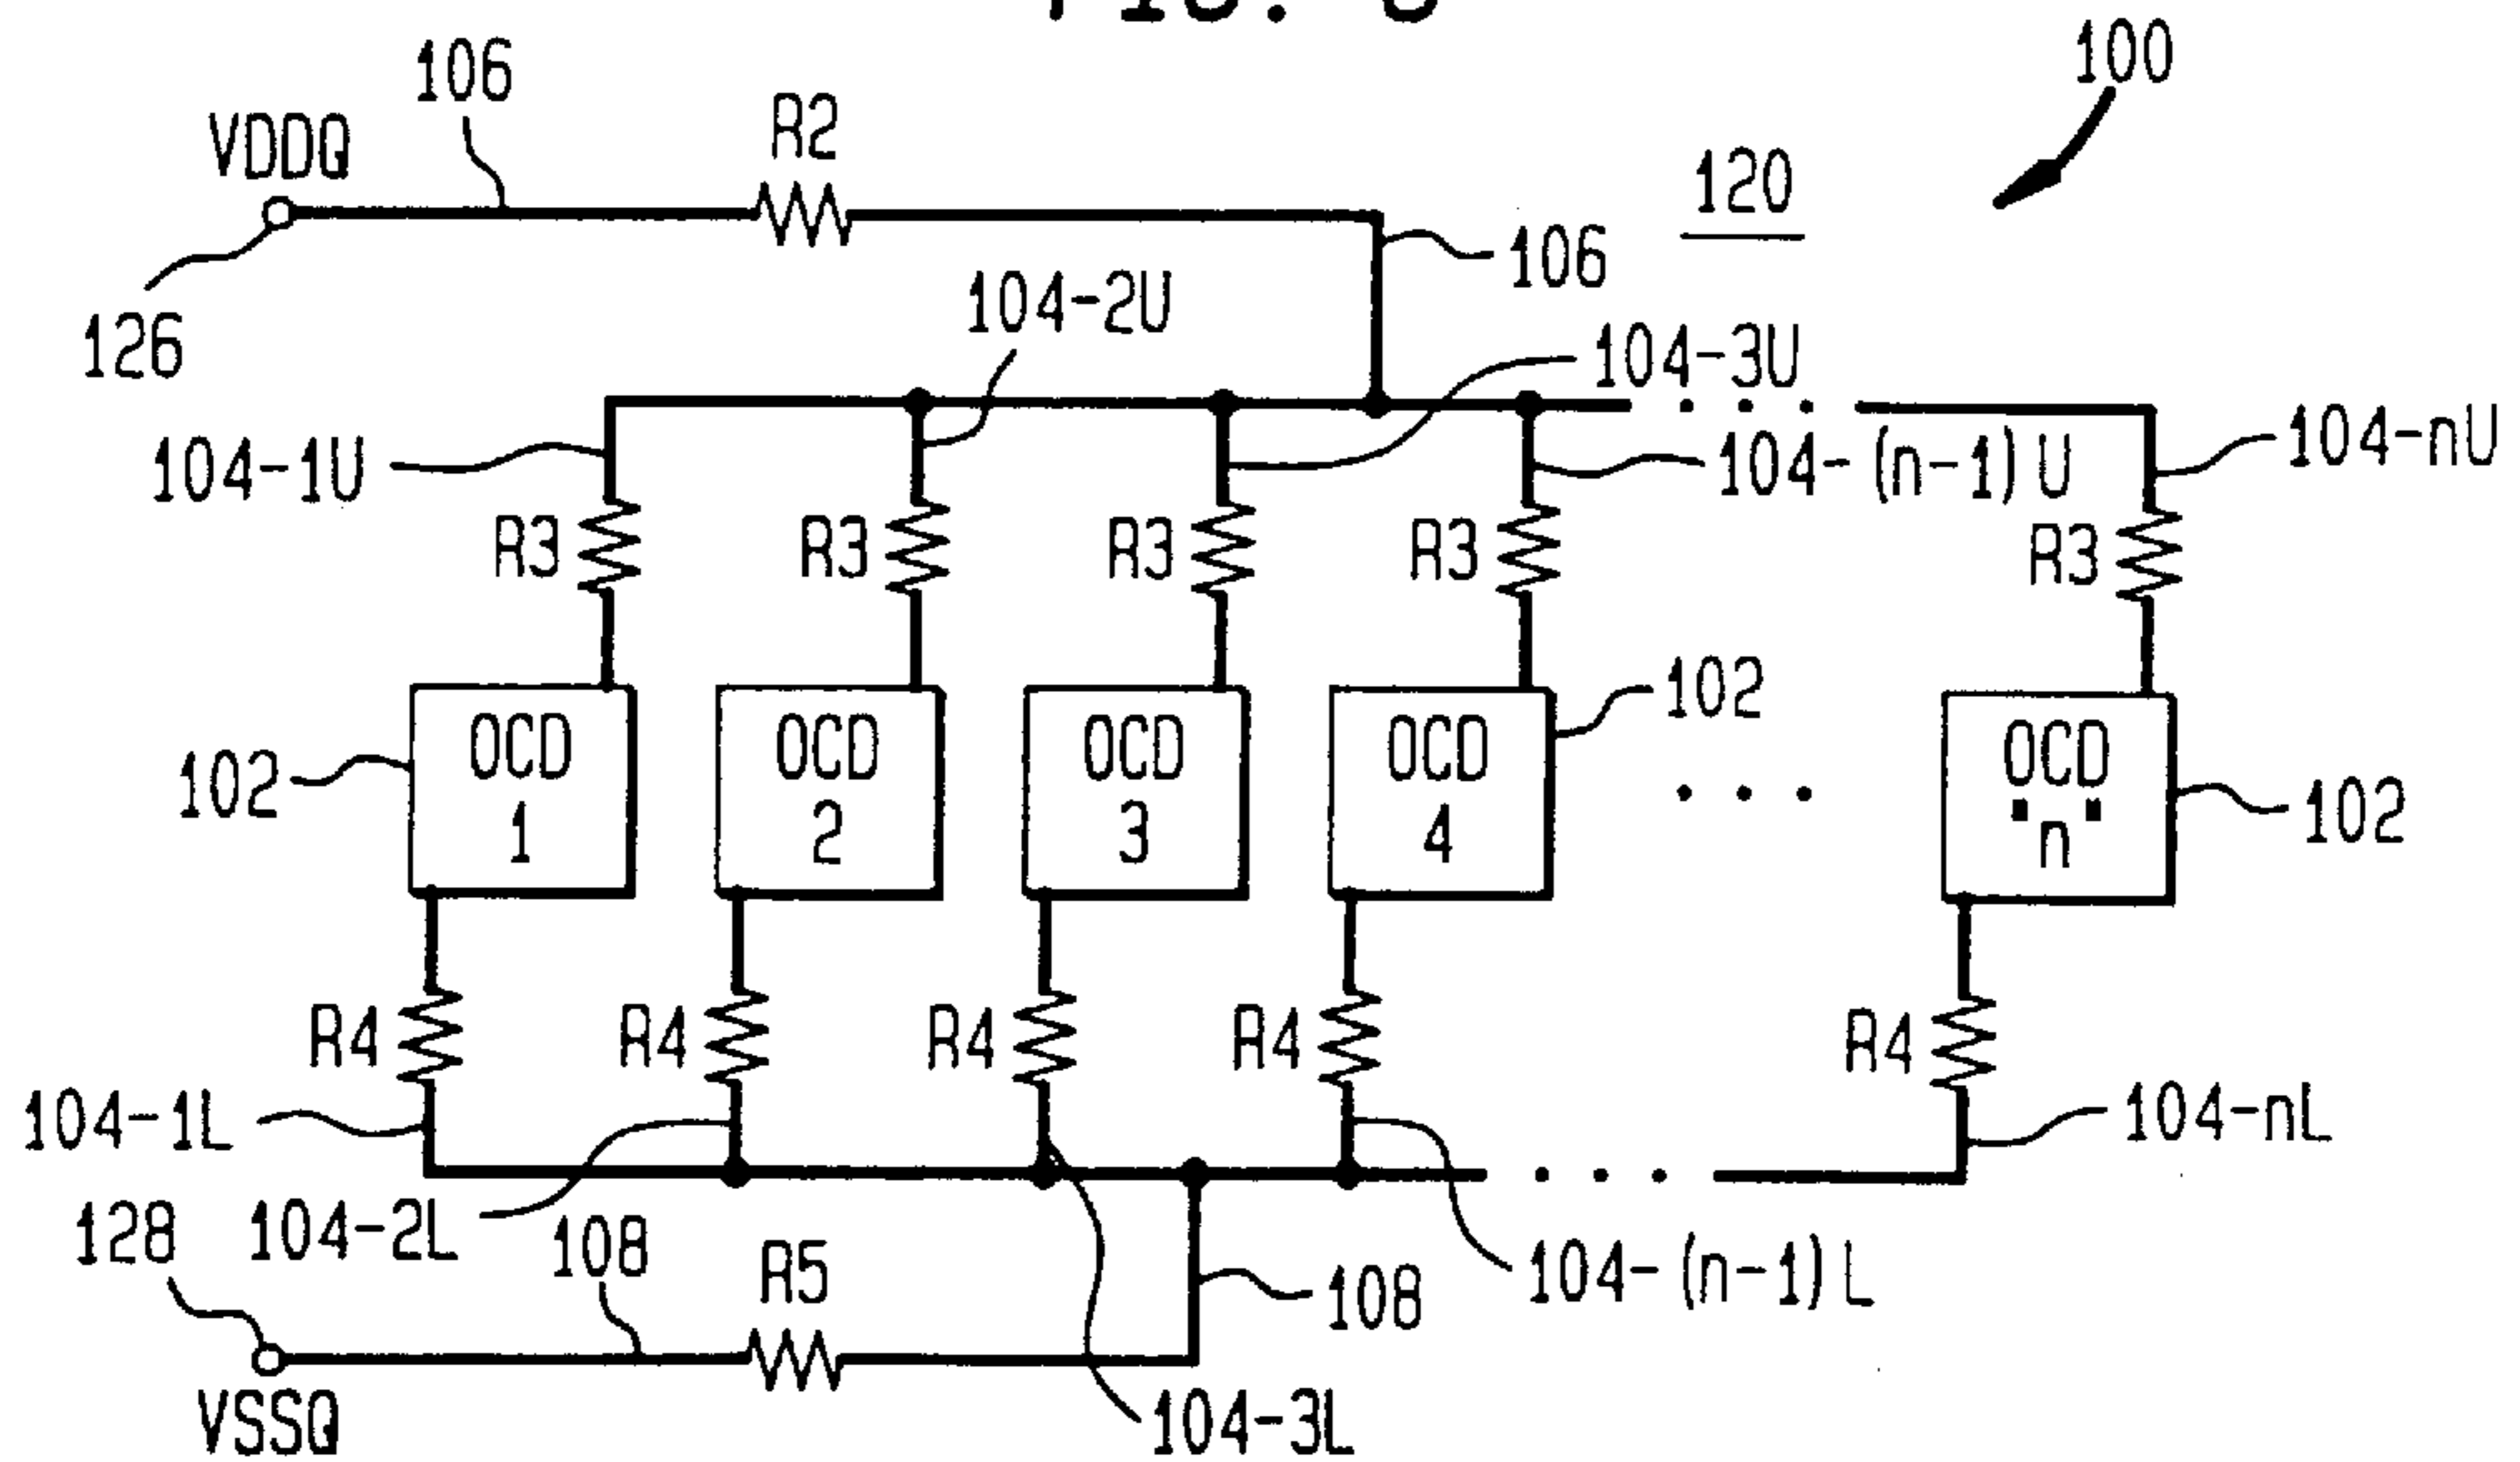 106
100
VDDQ
R2
120
106
104-2U
126
104-3U
104-1U
104-(n-1)U
104-nU
R3 R3 R3 R3 R3
102
OCD
1
OCD
2
OCD
3
OCD
4
102
. . .
OCD
"n"
102
R4 R4 R4 R4 R4
104-1L
104-nL
128
104-2L
108
R5
108
104-(n-1)L
VSSQ
104-3L